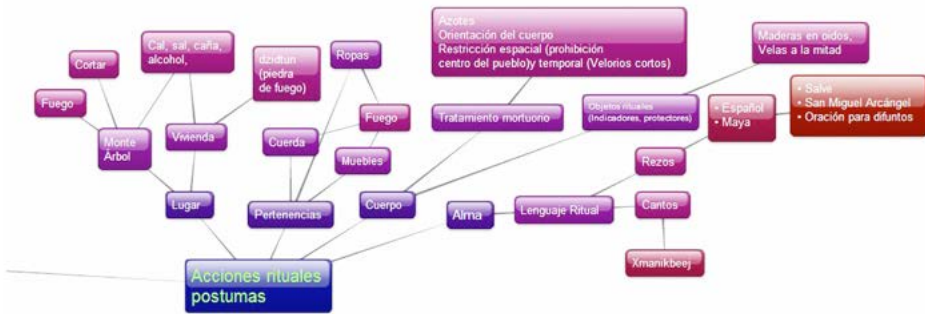 Azotes
Orientación del cuerpo
Restricción espacial (prohibición
centro del pueblo)y temporal (Velorios cortos)
Maderas en oidos,
Velas a la mitad
Cal, sal, caña,
alcohol,
dzidtun
(piedra
de fuego)
Ropas
Cortar
Fuego
Monte
Árbol
Vivienda
Fuego
Cuerda
Muebles
Tratamiento mortuorio
Objetos rituales
(Indicadores, protectores)
• Español
• Maya
• Salve
• San Miguel Arcángel
• Oración para difuntos
Rezos
Lugar
Pertenencias
Cuerpo
Alma
Lenguaje Ritual
Cantos
Xmanikbeej
Acciones rituales
postumas